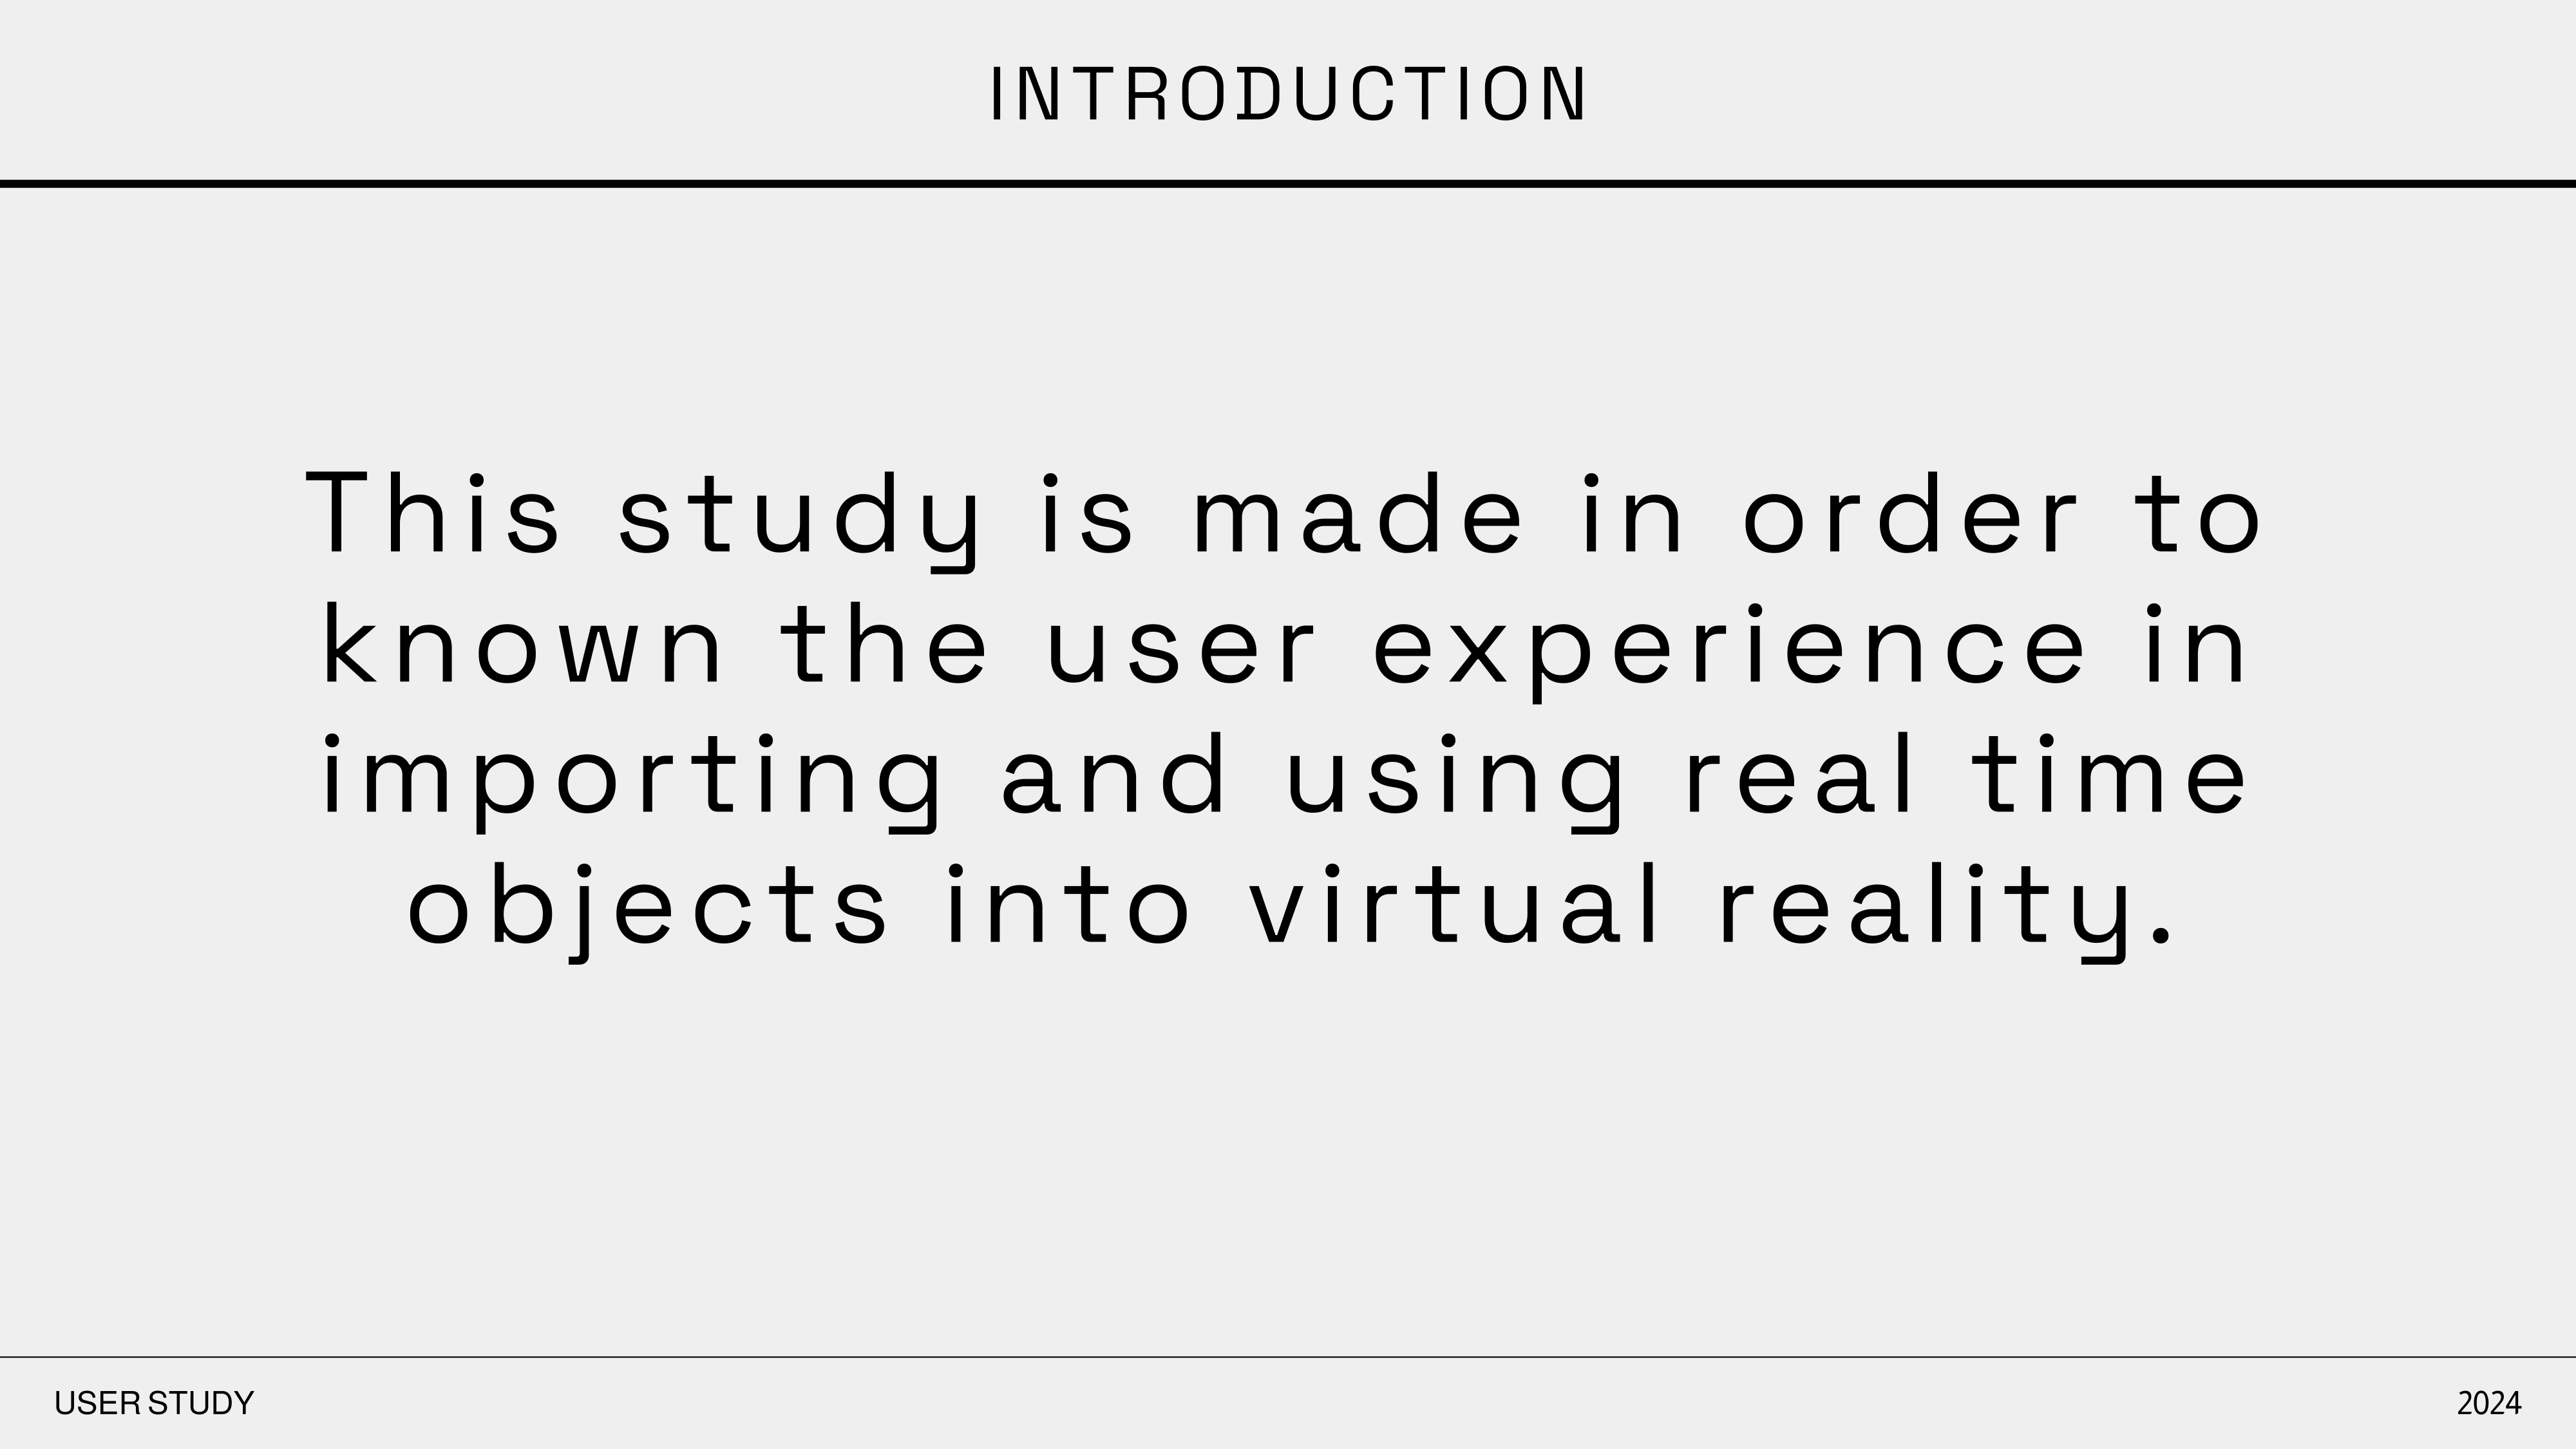 INTRODUCTION
This study is made in order to
known the user experience in
importing and using real time
objects into virtual reality.
USER STUDY
2024